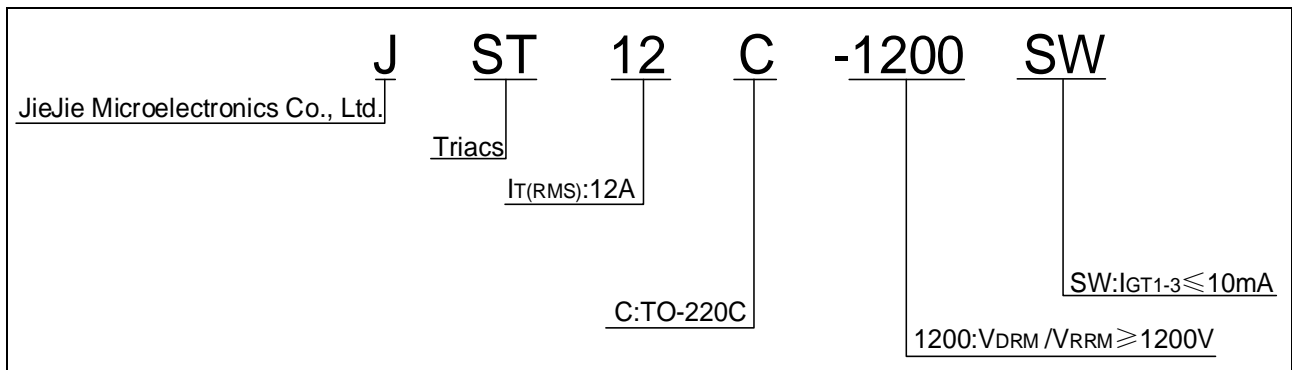 J ST 12 C -1200 SW
JieJie Microelectronics Co., Ltd.
Triacs
IT(RMS):12A
SW:IGT1-3≤10mA
C:TO-220C
1200:VDRM /VRRM≥1200V